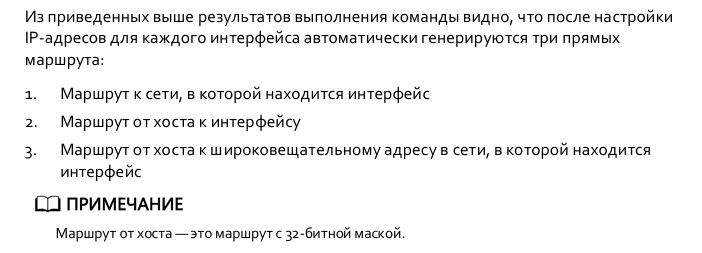 Из приведенных выше результатов выполнения команды видно, что после настройки
IP-адресов для каждого интерфейса автоматически генерируются три прямых
маршрута:
1. Маршрут к сети, в которой находится интерфейс
2. Маршрут от хоста к интерфейсу
3. Маршрут от хоста к широковещательному адресу в сети, в которой находится
интерфейс
ПРИМЕЧАНИЕ
Маршрут от хоста — это маршрут с 32-битной маской.